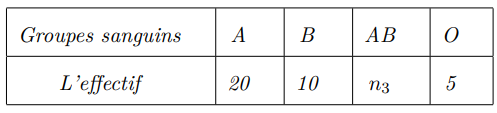 Groupes sanguins A B AB O
L'effectif 20 10 n₃ 5